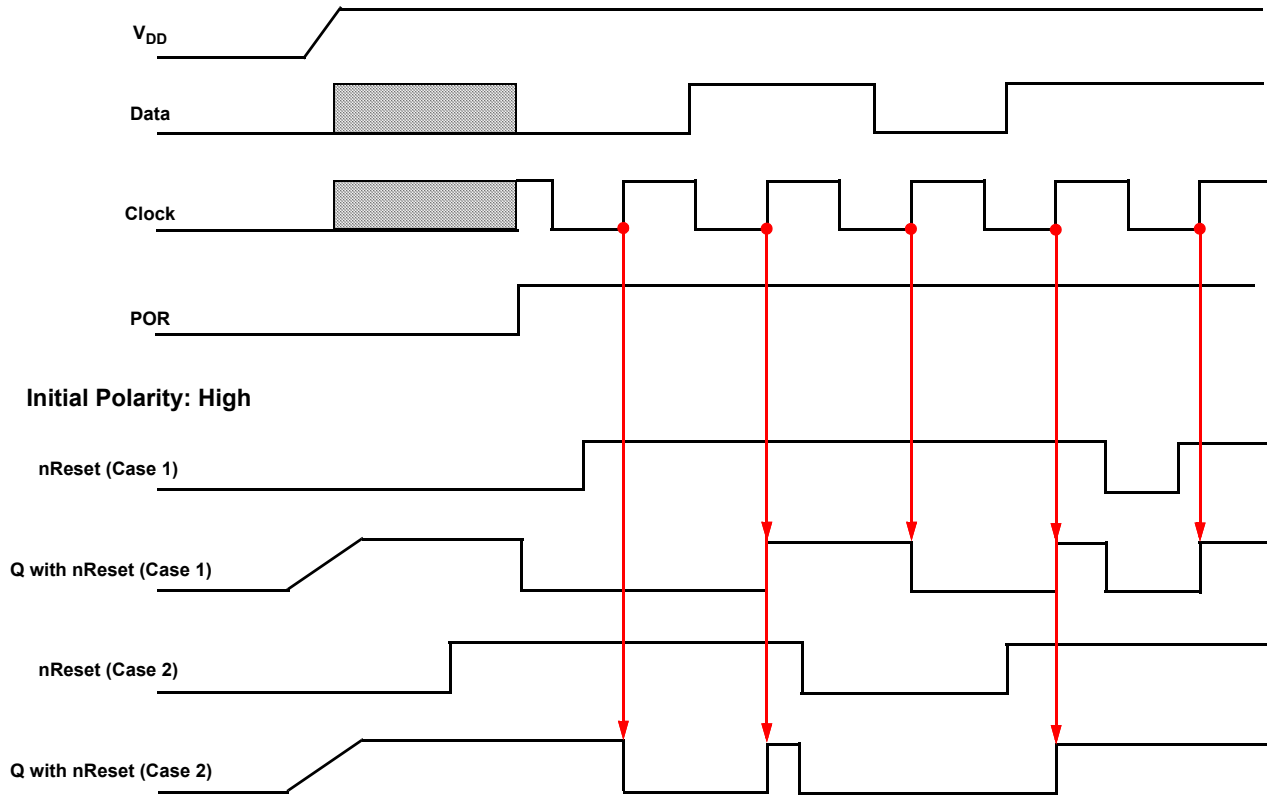 VDD
Data
Clock
POR
Initial Polarity: High
nReset (Case 1)
Q with nReset (Case 1)
nReset (Case 2)
Q with nReset (Case 2)